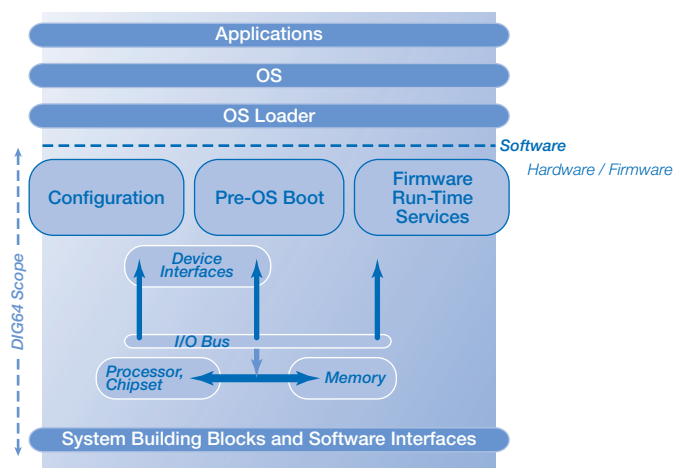 Applications
OS
OS Loader
Software
Hardware / Firmware
Configuration
Pre-OS Boot
Firmware
Run-Time
Services
DIG64 Scope
Device
Interfaces
I/O Bus
Processor,
Chipset
Memory
System Building Blocks and Software Interfaces